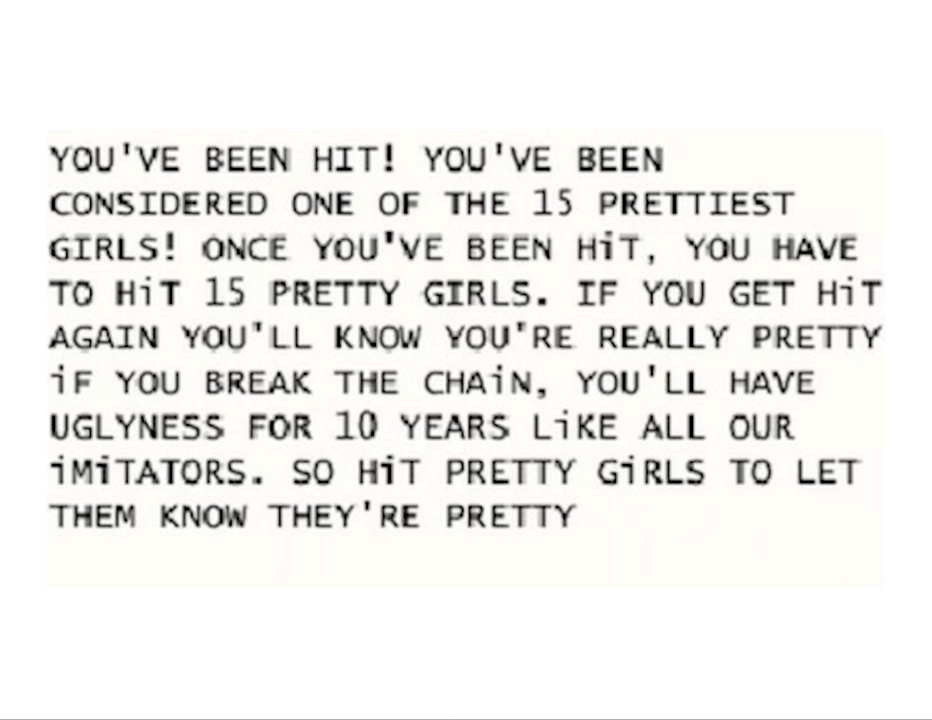 YOU'VE BEEN HIT! YOU'VE BEEN
CONSIDERED ONE OF THE 15 PRETTIEST
GIRLS! ONCE YOU'VE BEEN HiT, YOU HAVE
TO HiT 15 PRETTY GIRLS. IF YOU GET HiT
AGAIN YOU'LL KNOW YOU'RE REALLY PRETTY
iF YOU BREAK THE CHAiN, YOU'LL HAVE
UGLYNESS FOR 10 YEARS LiKE ALL OUR
iMiTATORS. SO HiT PRETTY GiRLS TO LET
THEM KNOW THEY'RE PRETTY